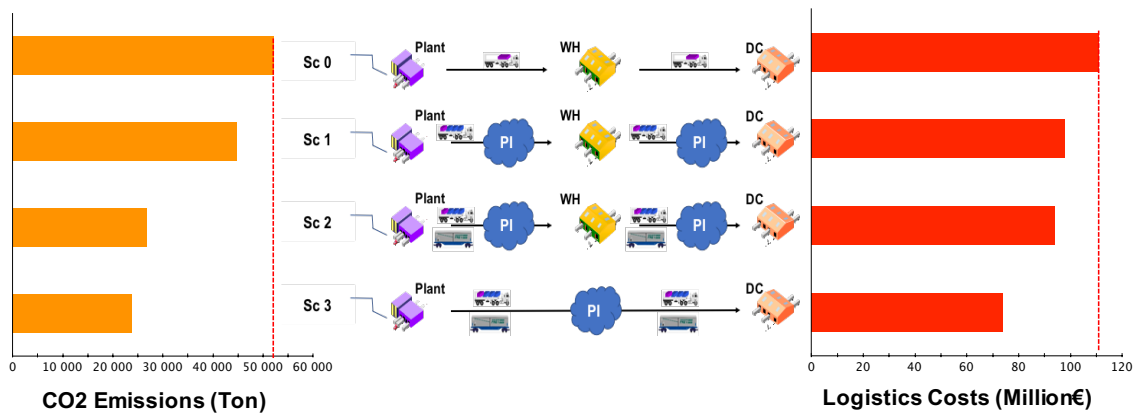 Sc 0
Plant
WH
DC
Sc 1
Plant
PI
WH
PI
DC
Sc 2
Plant
PI
WH
PI
DC
Sc 3
Plant
PI
DC
0 10 000 20 000 30 000 40 000 50 000 60 000
CO2 Emissions (Ton)
0 20 40 60 80 100 120
Logistics Costs (Million€)